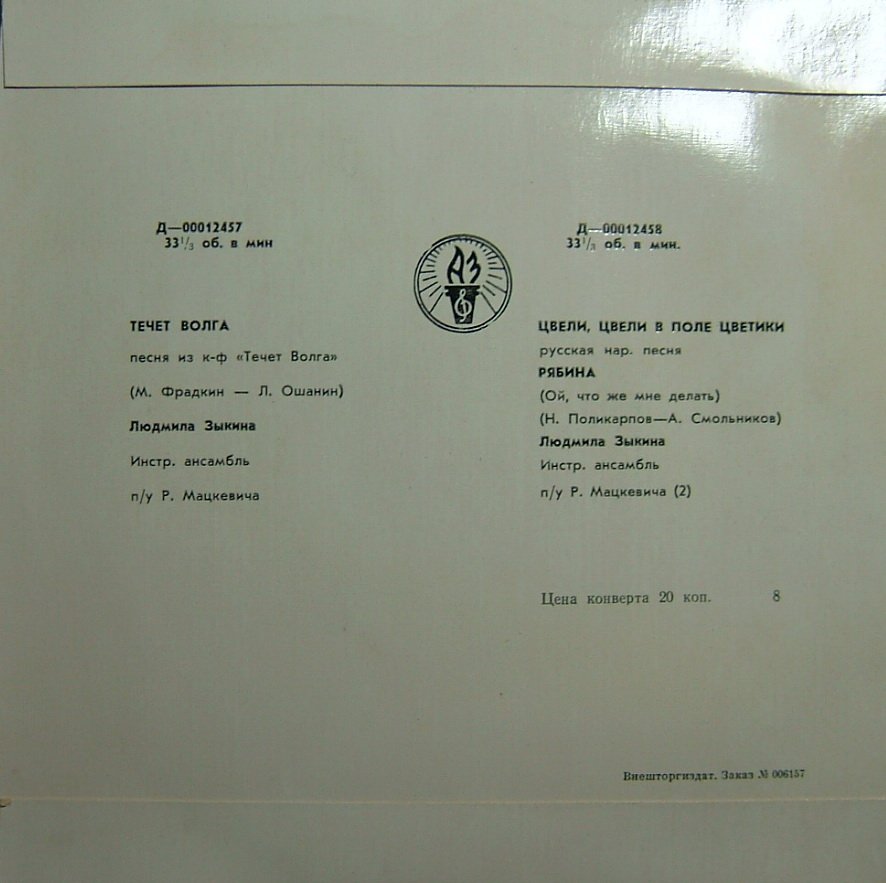 Д—00012457
33 1/3 об. в мин
ТЕЧЕТ ВОЛГА
песня из к-ф «Течет Волга»
(М. Фрадкин — Л. Ошанин)
Людмила Зыкина
Инстр. ансамбль
п/у Р. Мацкевича
АЗ
Д—00012458
33 1/3 об. в мин.
ЦВЕЛИ, ЦВЕЛИ В ПОЛЕ ЦВЕТИКИ
русская нар. песня
РЯБИНА
(Ой, что же мне делать)
(Н. Поликарпов—А. Смольников)
Людмила Зыкина
Инстр. ансамбль
п/у Р. Мацкевича (2)
Цена конверта 20 коп. 8
Внешторгиздат. Заказ № 006157